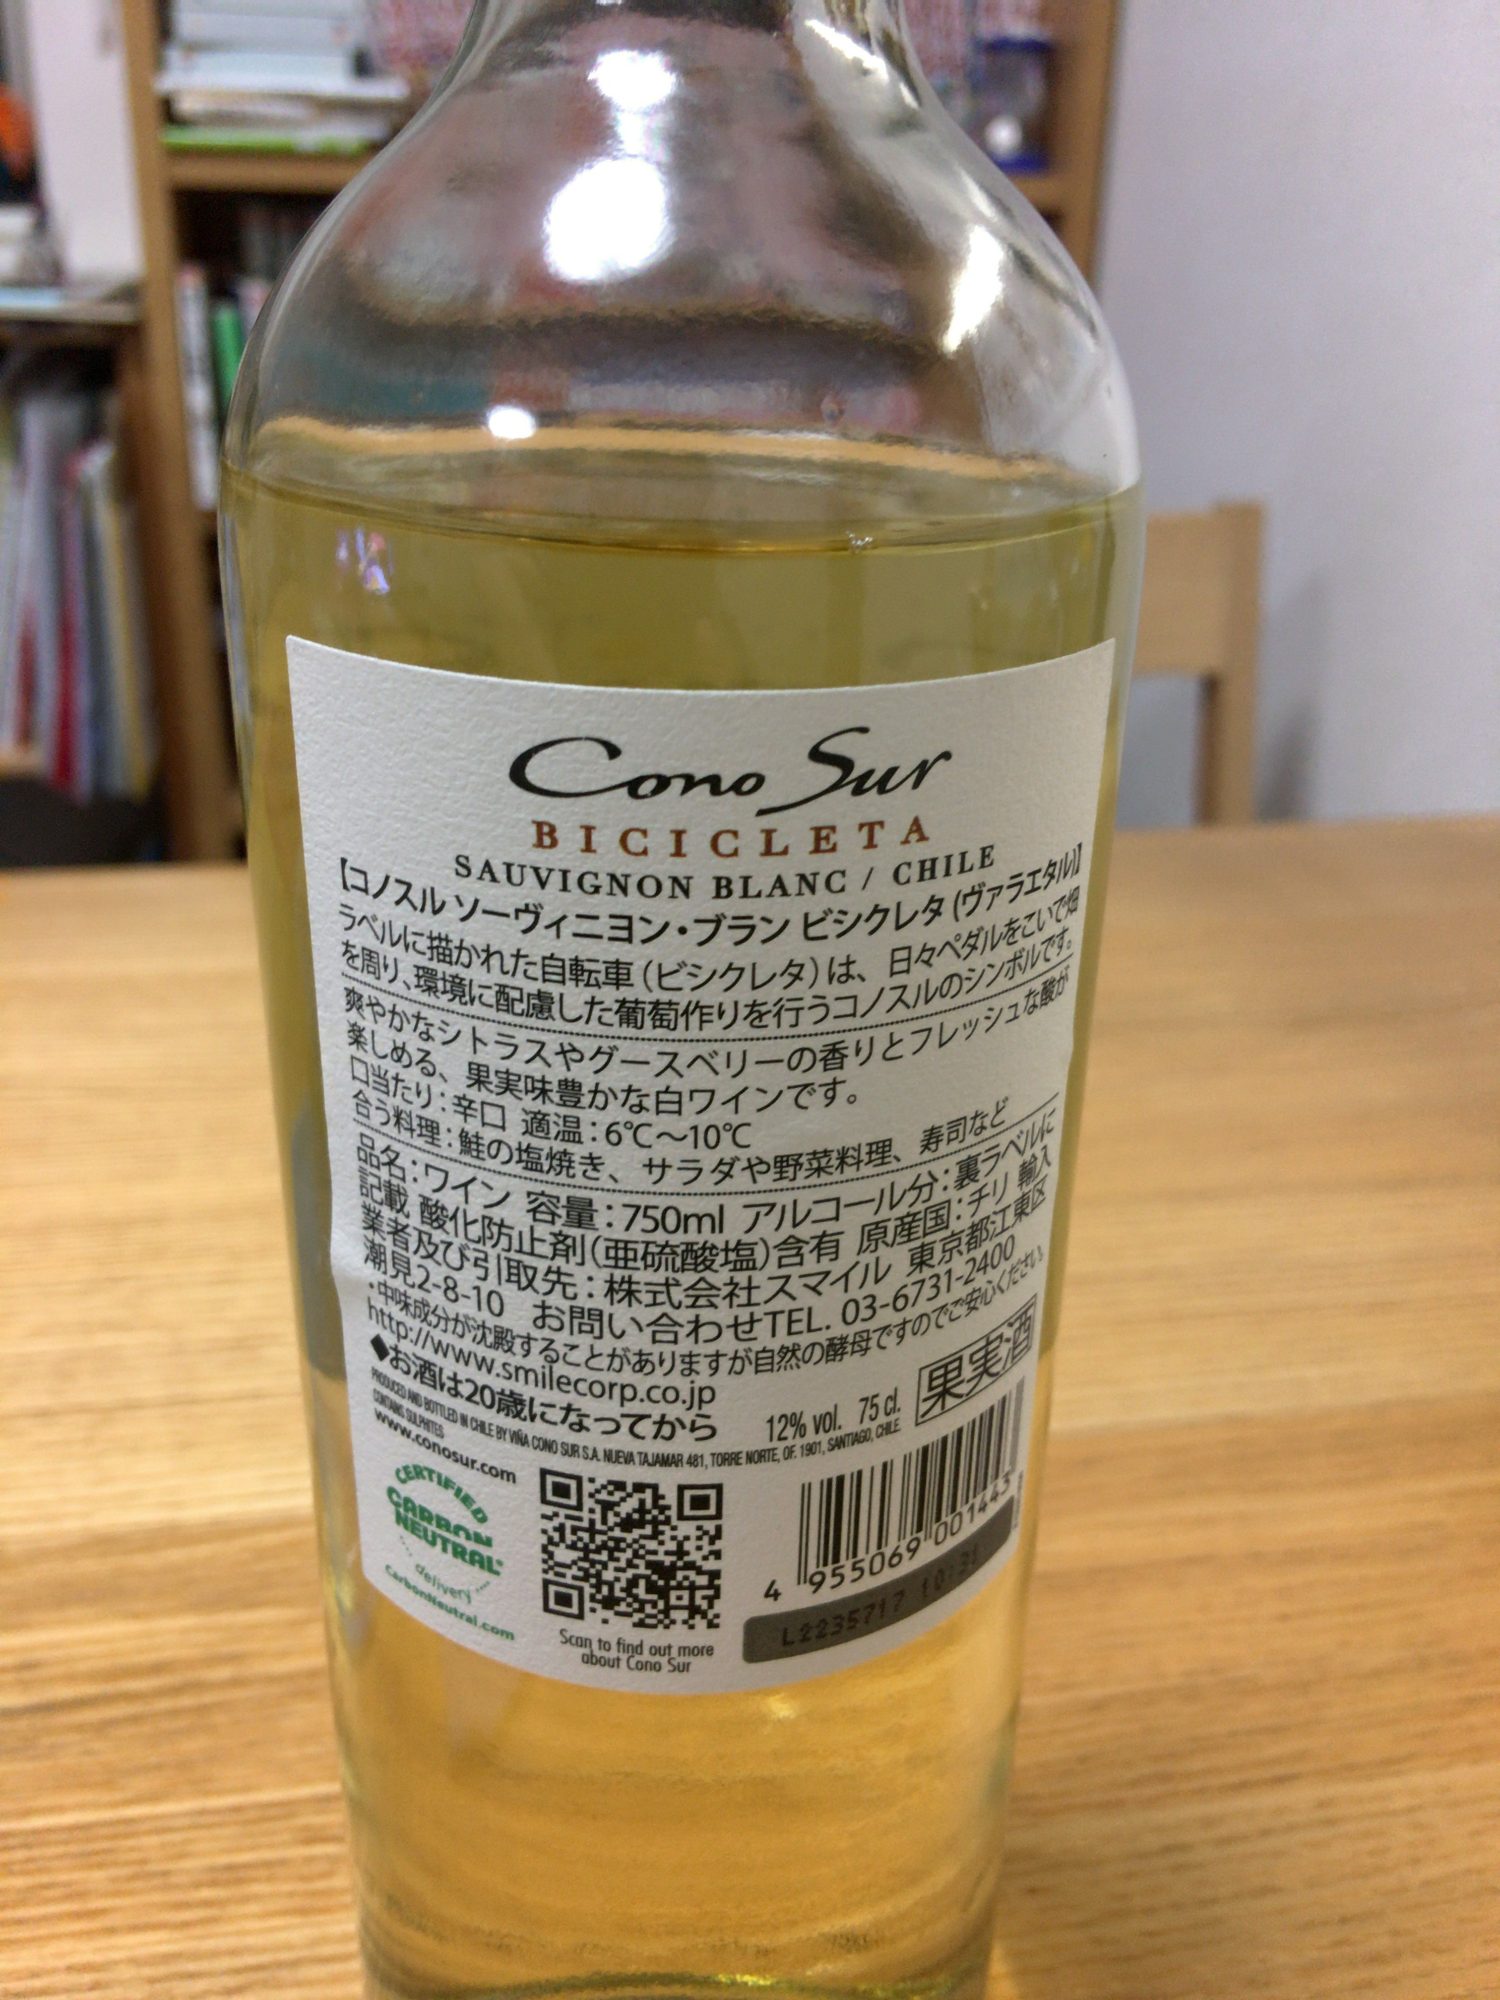 Cono Sur
BICICLETA
SAUVIGNON BLANC / CHILE
【コノスル ソーヴィニヨン・ブラン ビシクレタ (ヴァラエタル)】
ラベルに描かれた自転車（ビシクレタ）は、日々ペダルをこいで畑
を周り、環境に配慮した葡萄作りを行うコノスルのシンボルです。
爽やかなシトラスやグースベリーの香りとフレッシュな酸が
楽しめる、果実味豊かな白ワインです。
口当たり：辛口 適温：6℃～10℃
合う料理：鮭の塩焼き、サラダや野菜料理、寿司など
品名：ワイン 容量：750ml アルコール分：裏ラベルに
記載 酸化防止剤（亜硫酸塩）含有 原産国：チリ 輸入
業者及び引取先：株式会社スマイル 東京都江東区
潮見2-8-10 お問い合わせTEL. 03-6731-2400
・中味成分が沈殿することがありますが自然の酵母ですのでご安心ください。
http://www.smilecorp.co.jp
◆お酒は20歳になってから
12% vol. 75 cl.
果実酒
PRODUCED AND BOTTLED IN CHILE BY VIÑA CONO SUR S.A. NUEVA TAJAMAR 481, TORRE NORTE, OF. 1901, SANTIAGO, CHILE.
CONTAINS SULPHITES
www.conosur.com
CERTIFIED
CARBON
NEUTRAL®
delivery
CarbonNeutral.com
Scan to find out more
about Cono Sur
4 955069 001443
L2235717 10:31